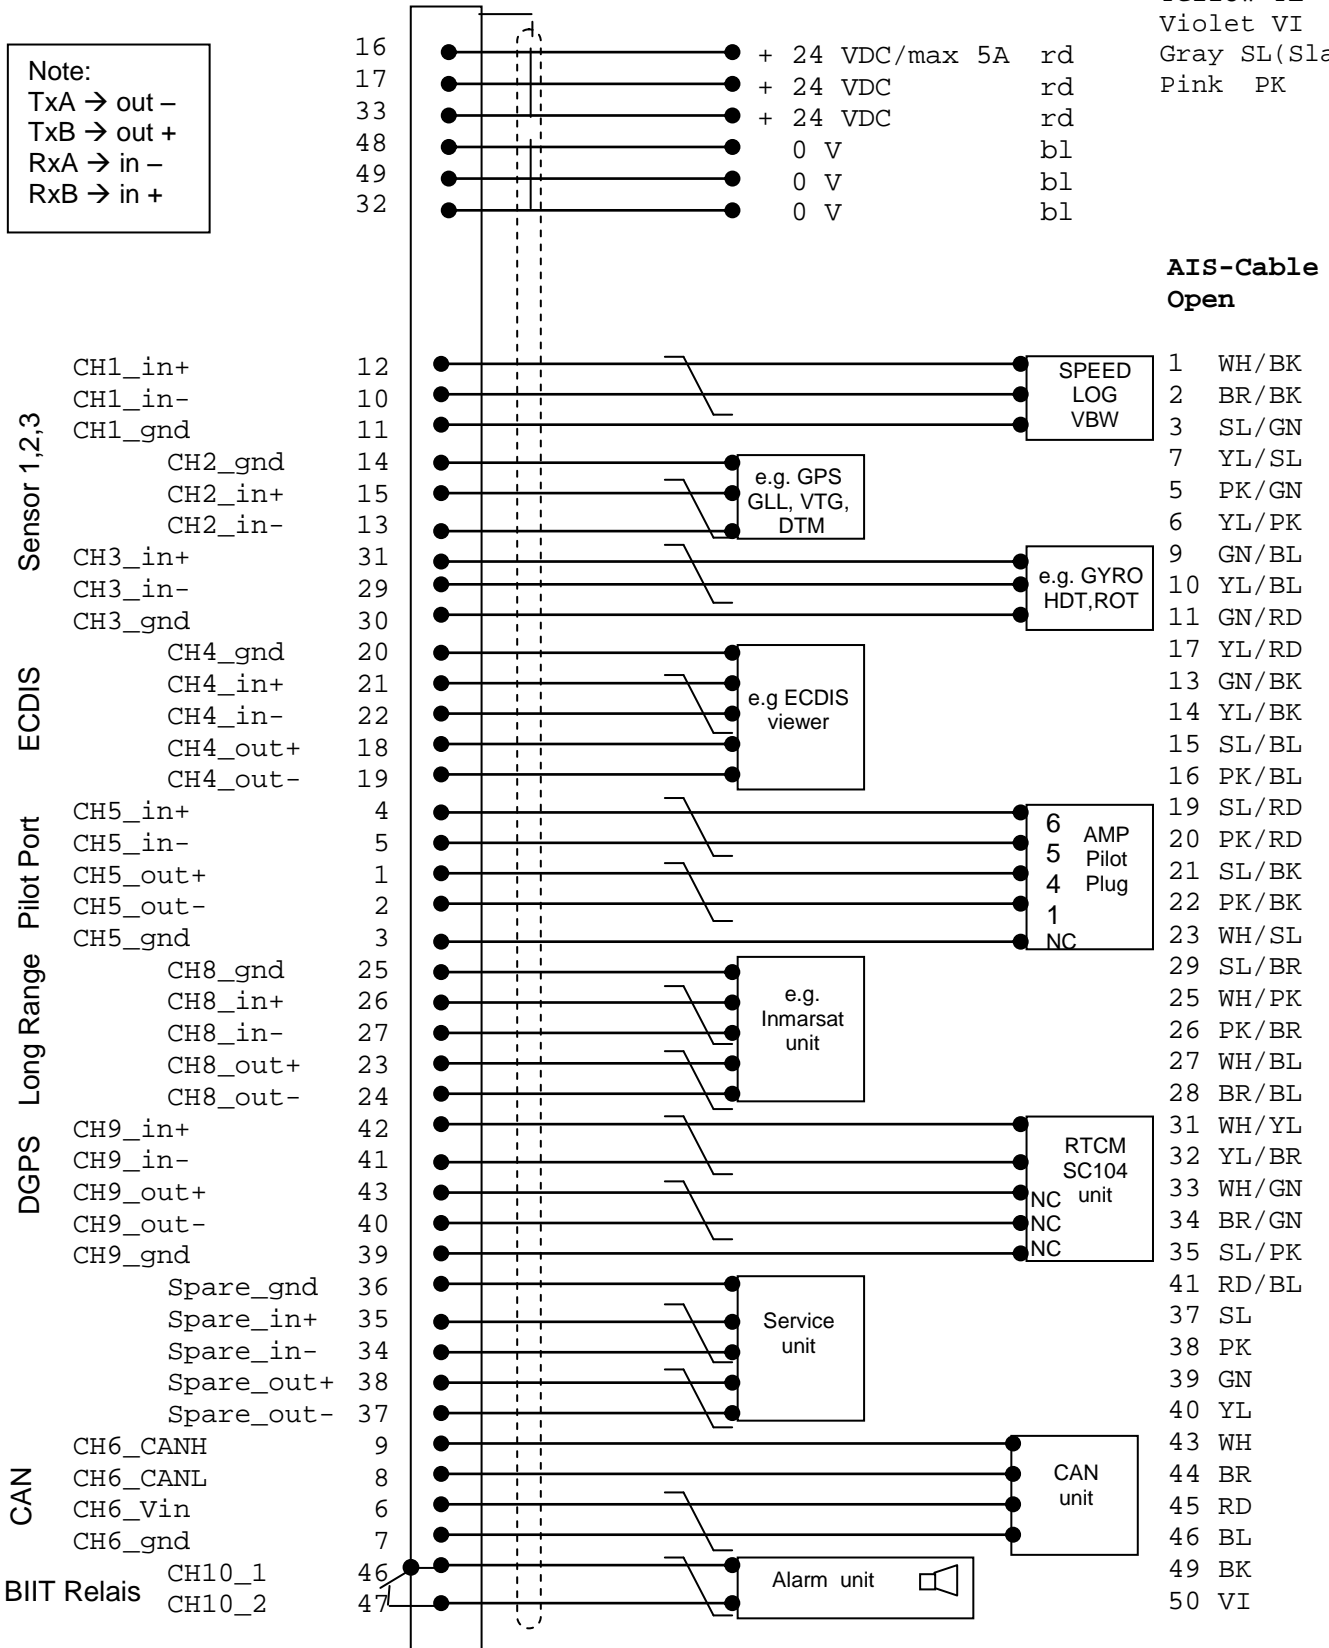 Violet VI
16 + 24 VDC/max 5A rd Gray SL(Sla
17 + 24 VDC rd Pink PK
33 + 24 VDC rd
48 0 V bl
49 0 V bl
32 0 V bl
Note:
TxA → out –
TxB → out +
RxA → in –
RxB → in +
AIS-Cable
Open
Sensor 1,2,3
CH1_in+ 12 1 WH/BK
CH1_in- 10 2 BR/BK
CH1_gnd 11 3 SL/GN
SPEED
LOG
VBW
CH2_gnd 14 7 YL/SL
CH2_in+ 15 5 PK/GN
CH2_in- 13 6 YL/PK
e.g. GPS
GLL, VTG,
DTM
CH3_in+ 31 9 GN/BL
CH3_in- 29 10 YL/BL
CH3_gnd 30 11 GN/RD
e.g. GYRO
HDT,ROT
ECDIS
CH4_gnd 20 17 YL/RD
CH4_in+ 21 13 GN/BK
CH4_in- 22 14 YL/BK
CH4_out+ 18 15 SL/BL
CH4_out- 19 16 PK/BL
e.g ECDIS
viewer
Pilot Port
CH5_in+ 4 19 SL/RD
CH5_in- 5 20 PK/RD
CH5_out+ 1 21 SL/BK
CH5_out- 2 22 PK/BK
CH5_gnd 3 23 WH/SL
6
5
4
1
NC
AMP
Pilot
Plug
Long Range
CH8_gnd 25 29 SL/BR
CH8_in+ 26 25 WH/PK
CH8_in- 27 26 PK/BR
CH8_out+ 23 27 WH/BL
CH8_out- 24 28 BR/BL
e.g.
Inmarsat
unit
DGPS
CH9_in+ 42 31 WH/YL
CH9_in- 41 32 YL/BR
CH9_out+ 43 33 WH/GN
CH9_out- 40 34 BR/GN
CH9_gnd 39 35 SL/PK
RTCM
SC104
unit
NC
NC
NC
Spare_gnd 36 41 RD/BL
Spare_in+ 35 37 SL
Spare_in- 34 38 PK
Spare_out+ 38 39 GN
Spare_out- 37 40 YL
Service
unit
CAN
CH6_CANH 9 43 WH
CH6_CANL 8 44 BR
CH6_Vin 6 45 RD
CH6_gnd 7 46 BL
CAN
unit
BIIT Relais
CH10_1 46 49 BK
CH10_2 47 50 VI
Alarm unit